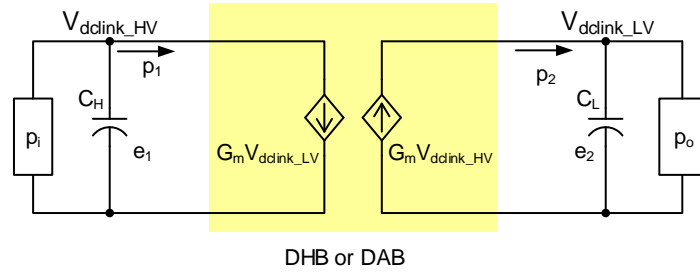 Vdclink_HV
Vdclink_LV
p1
p2
CH
CL
pi
e1
GmVdclink_LV
GmVdclink_HV
e2
po
DHB or DAB